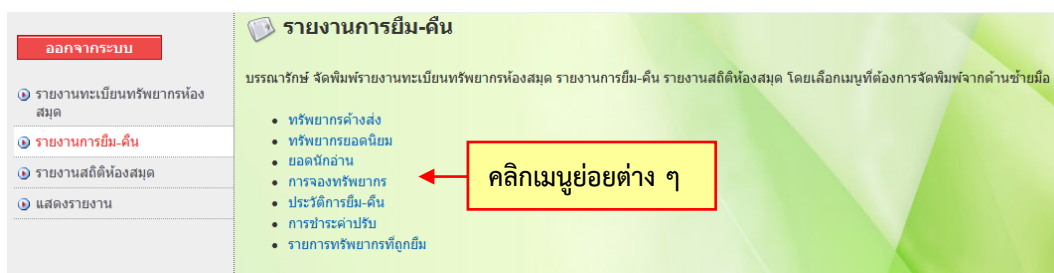 ออกจากระบบ
รายงานทะเบียนทรัพยากรห้อง
สมุด
รายงานการยืม-คืน
รายงานสถิติห้องสมุด
แสดงรายงาน
รายงานการยืม-คืน
บรรณารักษ์ จัดพิมพ์รายงานทะเบียนทรัพยากรห้องสมุด รายงานการยืม-คืน รายงานสถิติห้องสมุด โดยเลือกเมนูที่ต้องการจัดพิมพ์จากด้านซ้ายมือ
ทรัพยากรค้างส่ง
ทรัพยากรยอดนิยม
ยอดนักอ่าน
การจองทรัพยากร
ประวัติการยืม-คืน
การชำระค่าปรับ
รายการทรัพยากรที่ถูกยืม
คลิกเมนูย่อยต่าง ๆ